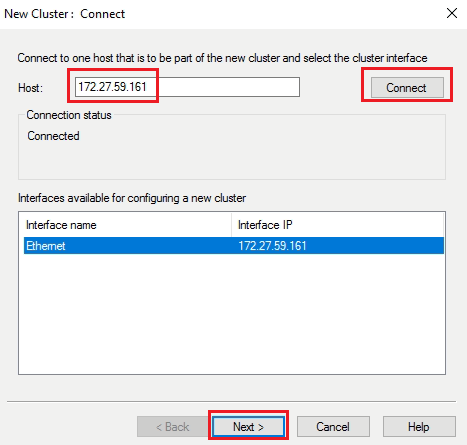 New Cluster : Connect
Connect to one host that is to be part of the new cluster and select the cluster interface
Host: 172.27.59.161 Connect
Connection status
Connected
Interfaces available for configuring a new cluster
Interface name Interface IP
Ethernet 172.27.59.161
< Back Next > Cancel Help